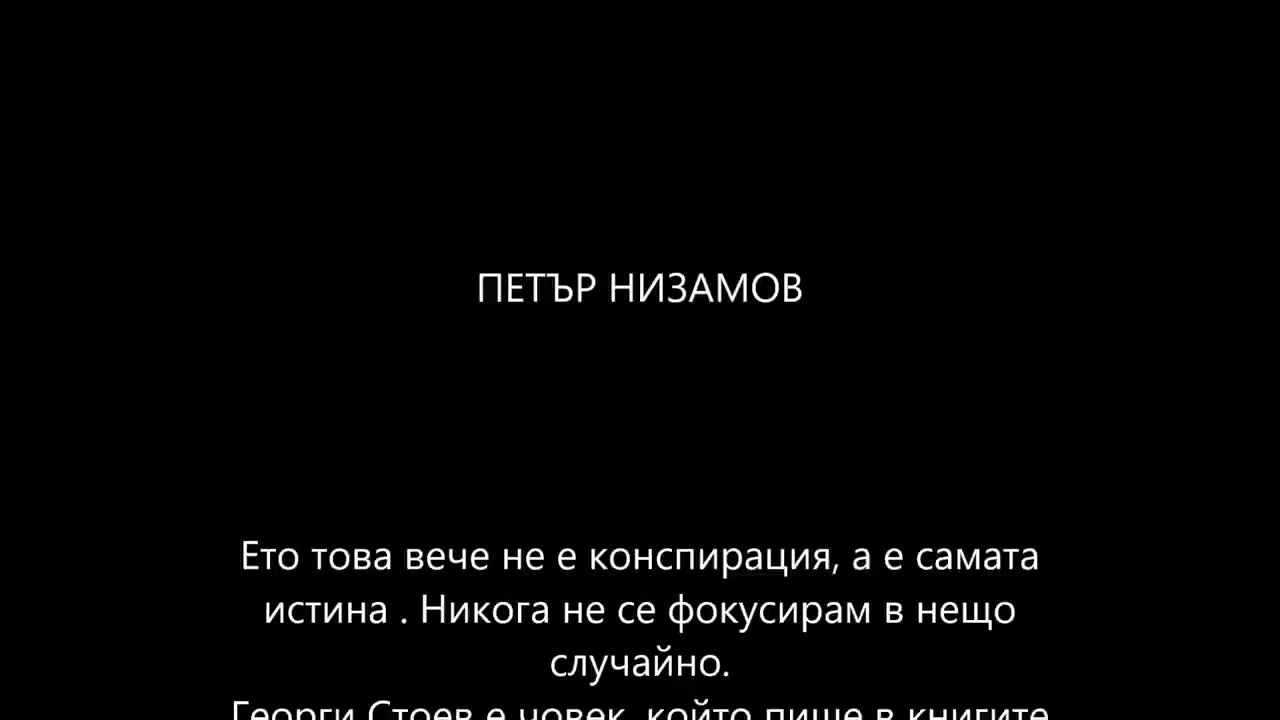 ПЕТЪР НИЗАМОВ
Ето това вече не е конспирация, а е самата
истина . Никога не се фокусирам в нещо
случайно.
Георги Стоев е човек, който пише в книгите